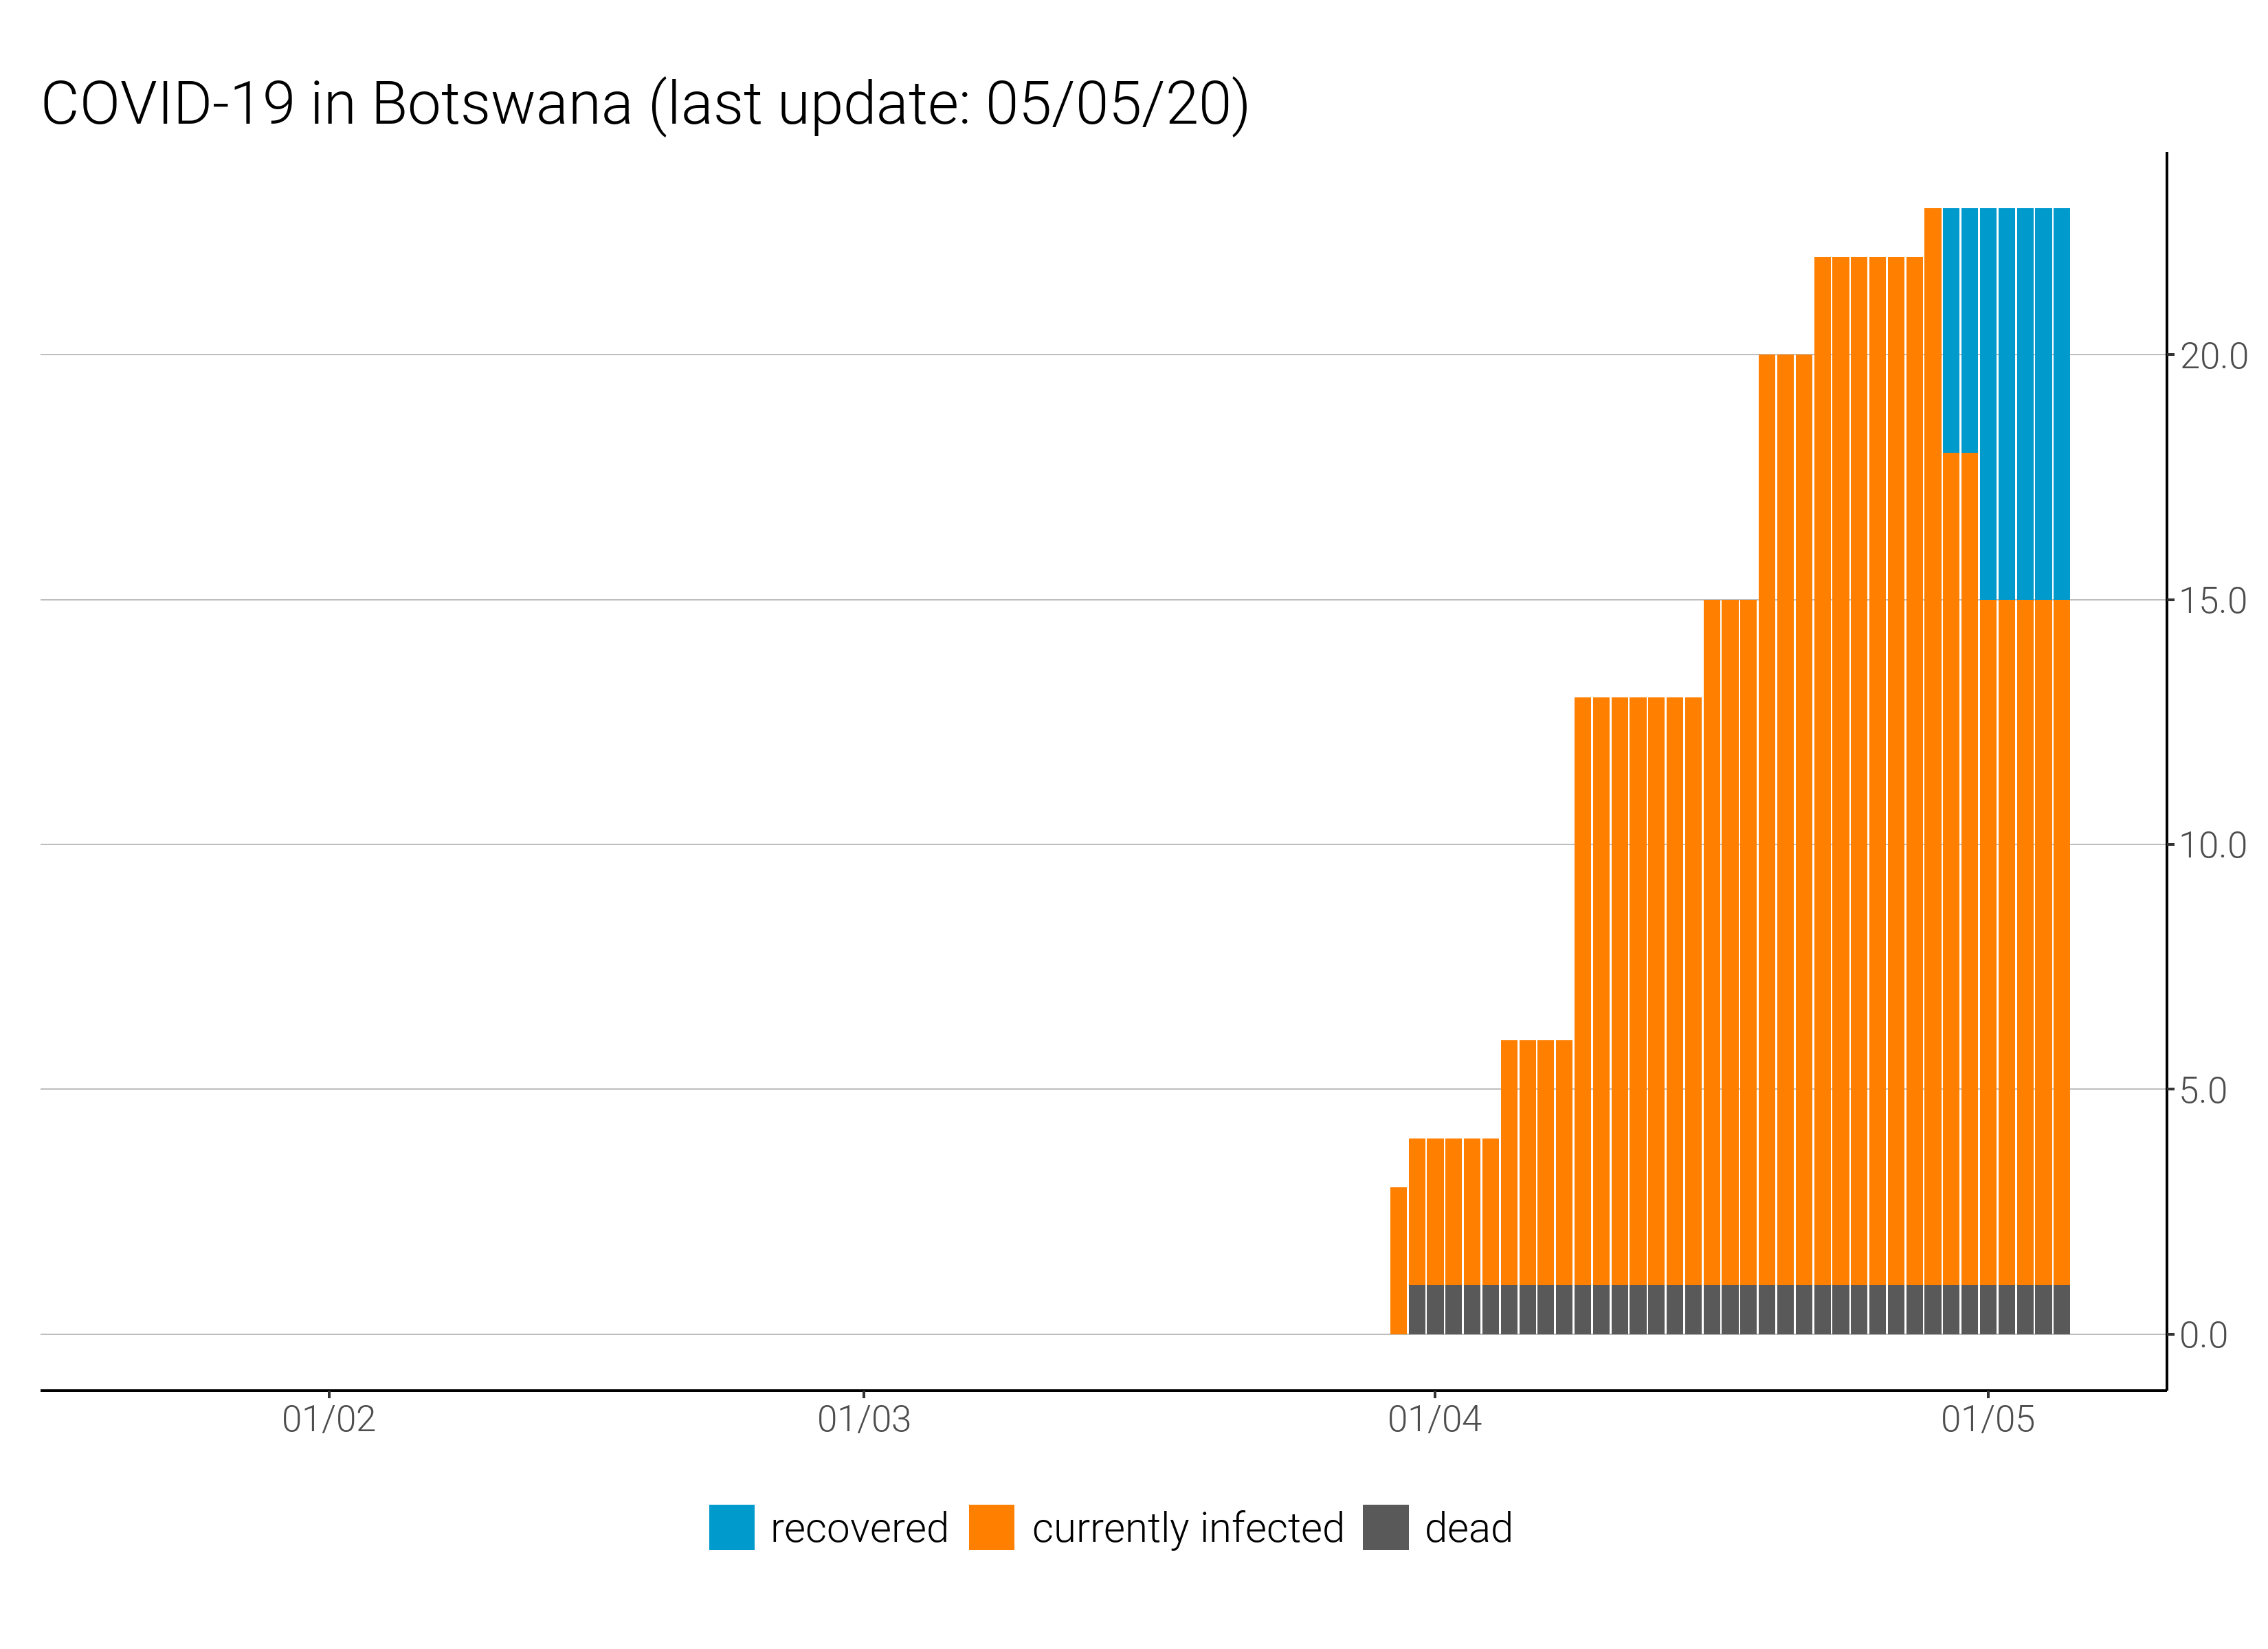 COVID-19 in Botswana (last update: 05/05/20)
20.0
15.0
10.0
5.0
0.0
01/02 01/03 01/04 01/05
recovered currently infected dead